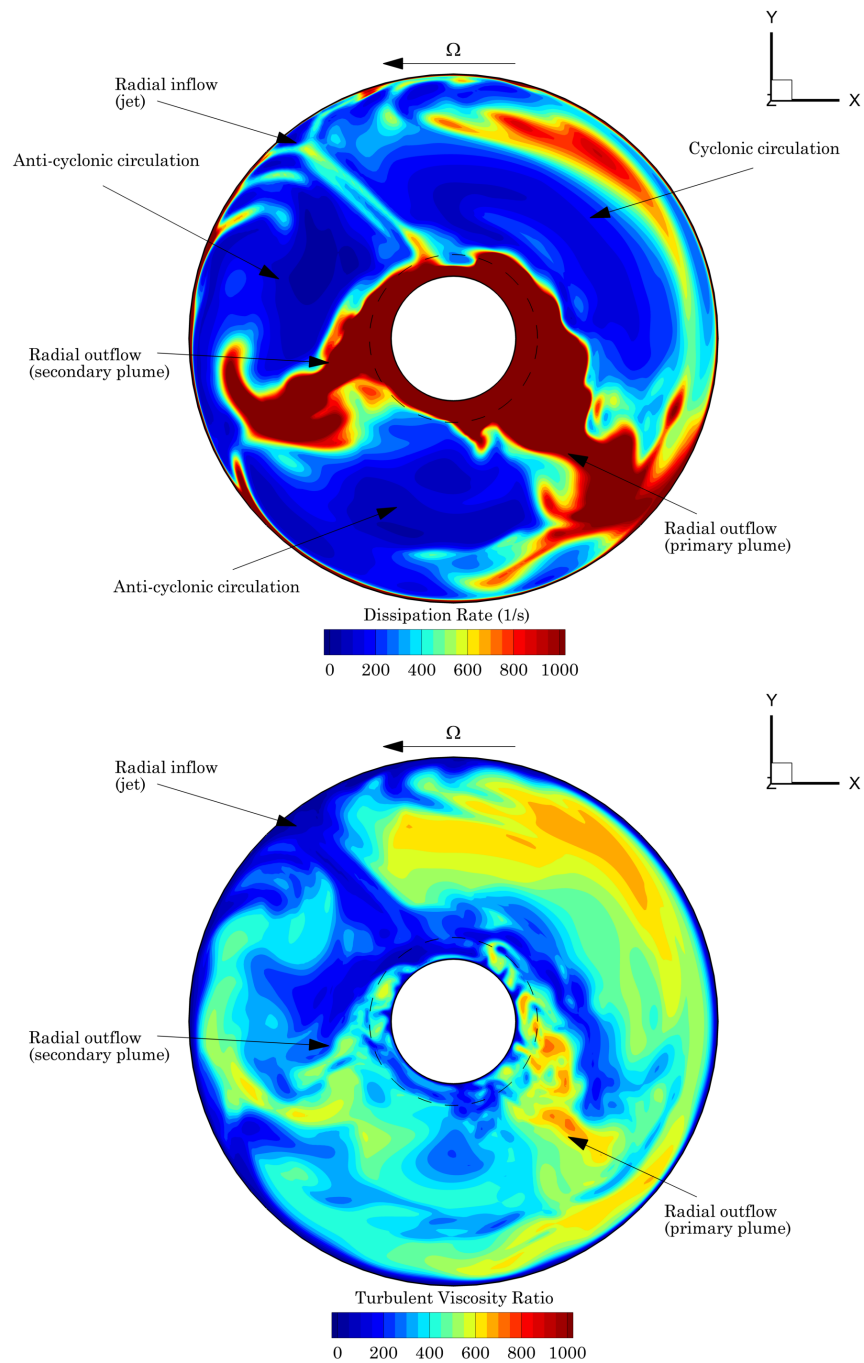 Y
Ω
Z
X
Radial inflow
(jet)
Anti-cyclonic circulation
Cyclonic circulation
Radial outflow
(secondary plume)
Radial outflow
(primary plume)
Anti-cyclonic circulation
Dissipation Rate (1/s)
0 200 400 600 800 1000
Y
Ω
Radial inflow
(jet)
Z
X
Radial outflow
(secondary plume)
Radial outflow
(primary plume)
Turbulent Viscosity Ratio
0 200 400 600 800 1000